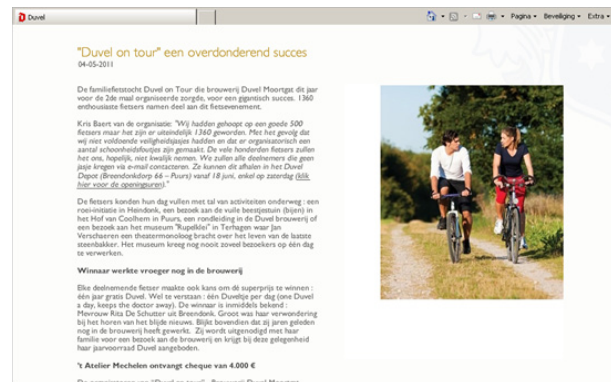 Duvel
Pagina
Beveiliging
Extra
"Duvel on tour" een overdonderend succes
04-05-2011
De familiefietstocht Duvel on Tour die brouwerij Duvel Moortgat dit jaar
voor de 2de maal organiseerde zorgde, voor een gigantisch succes. 1360
enthousiaste fietsers namen deel aan dit fietsevenement.
Kris Baert van de organisatie: "Wij hadden gehoopt op een goede 500
fietsers maar het zijn er uiteindelijk 1360 geworden. Met het gevolg dat
wij niet voldoende veiligheidsjasjes hadden en dat er organisatorisch een
aantal schoonheidsfoutjes zijn gemaakt. De vele honderden fietsers zullen
het ons, hopelijk, niet kwalijk nemen. We zullen alle deelnemers die geen
jasje kregen via e-mail contacteren. Ze kunnen dit afhalen in het Duvel
Depot (Breendonkdorp 66 – Puurs) vanaf 18 juni, enkel op zaterdag (klik
hier voor de openingsuren)."
De fietsers konden hun dag vullen met tal van activiteiten onderweg : een
roei-initiatie in Heindonk, een bezoek aan de vuile beestjestuin (bijen) in
het Hof van Coolhem in Puurs, een rondleiding in de Duvel brouwerij of
een bezoek aan het museum "Rupelklei" in Terhagen waar Jan
Verschaeren een theatermonoloog bracht over het leven van de laatste
steenbakker. Het museum kreeg nog nooit zoveel bezoekers op één dag
te verwerken.
Winnaar werkte vroeger nog in de brouwerij
Elke deelnemende fietser maakte ook kans om dé superprijs te winnen :
één jaar gratis Duvel. Wel te verstaan : één Duveltje per dag (one Duvel
a day, keeps the doctor away). De winnaar is inmiddels bekend :
Mevrouw Rita De Schutter uit Breendonk. Groot was haar verwondering
bij het horen van het blijde nieuws. Blijkt bovendien dat zij jaren geleden
nog in de brouwerij heeft gewerkt. Zij wordt uitgenodigd met haar
familie voor een bezoek aan de brouwerij en krijgt bij deze gelegenheid
haar jaarvoorraad Duvel aangeboden.
't Atelier Mechelen ontvangt cheque van 4.000 €